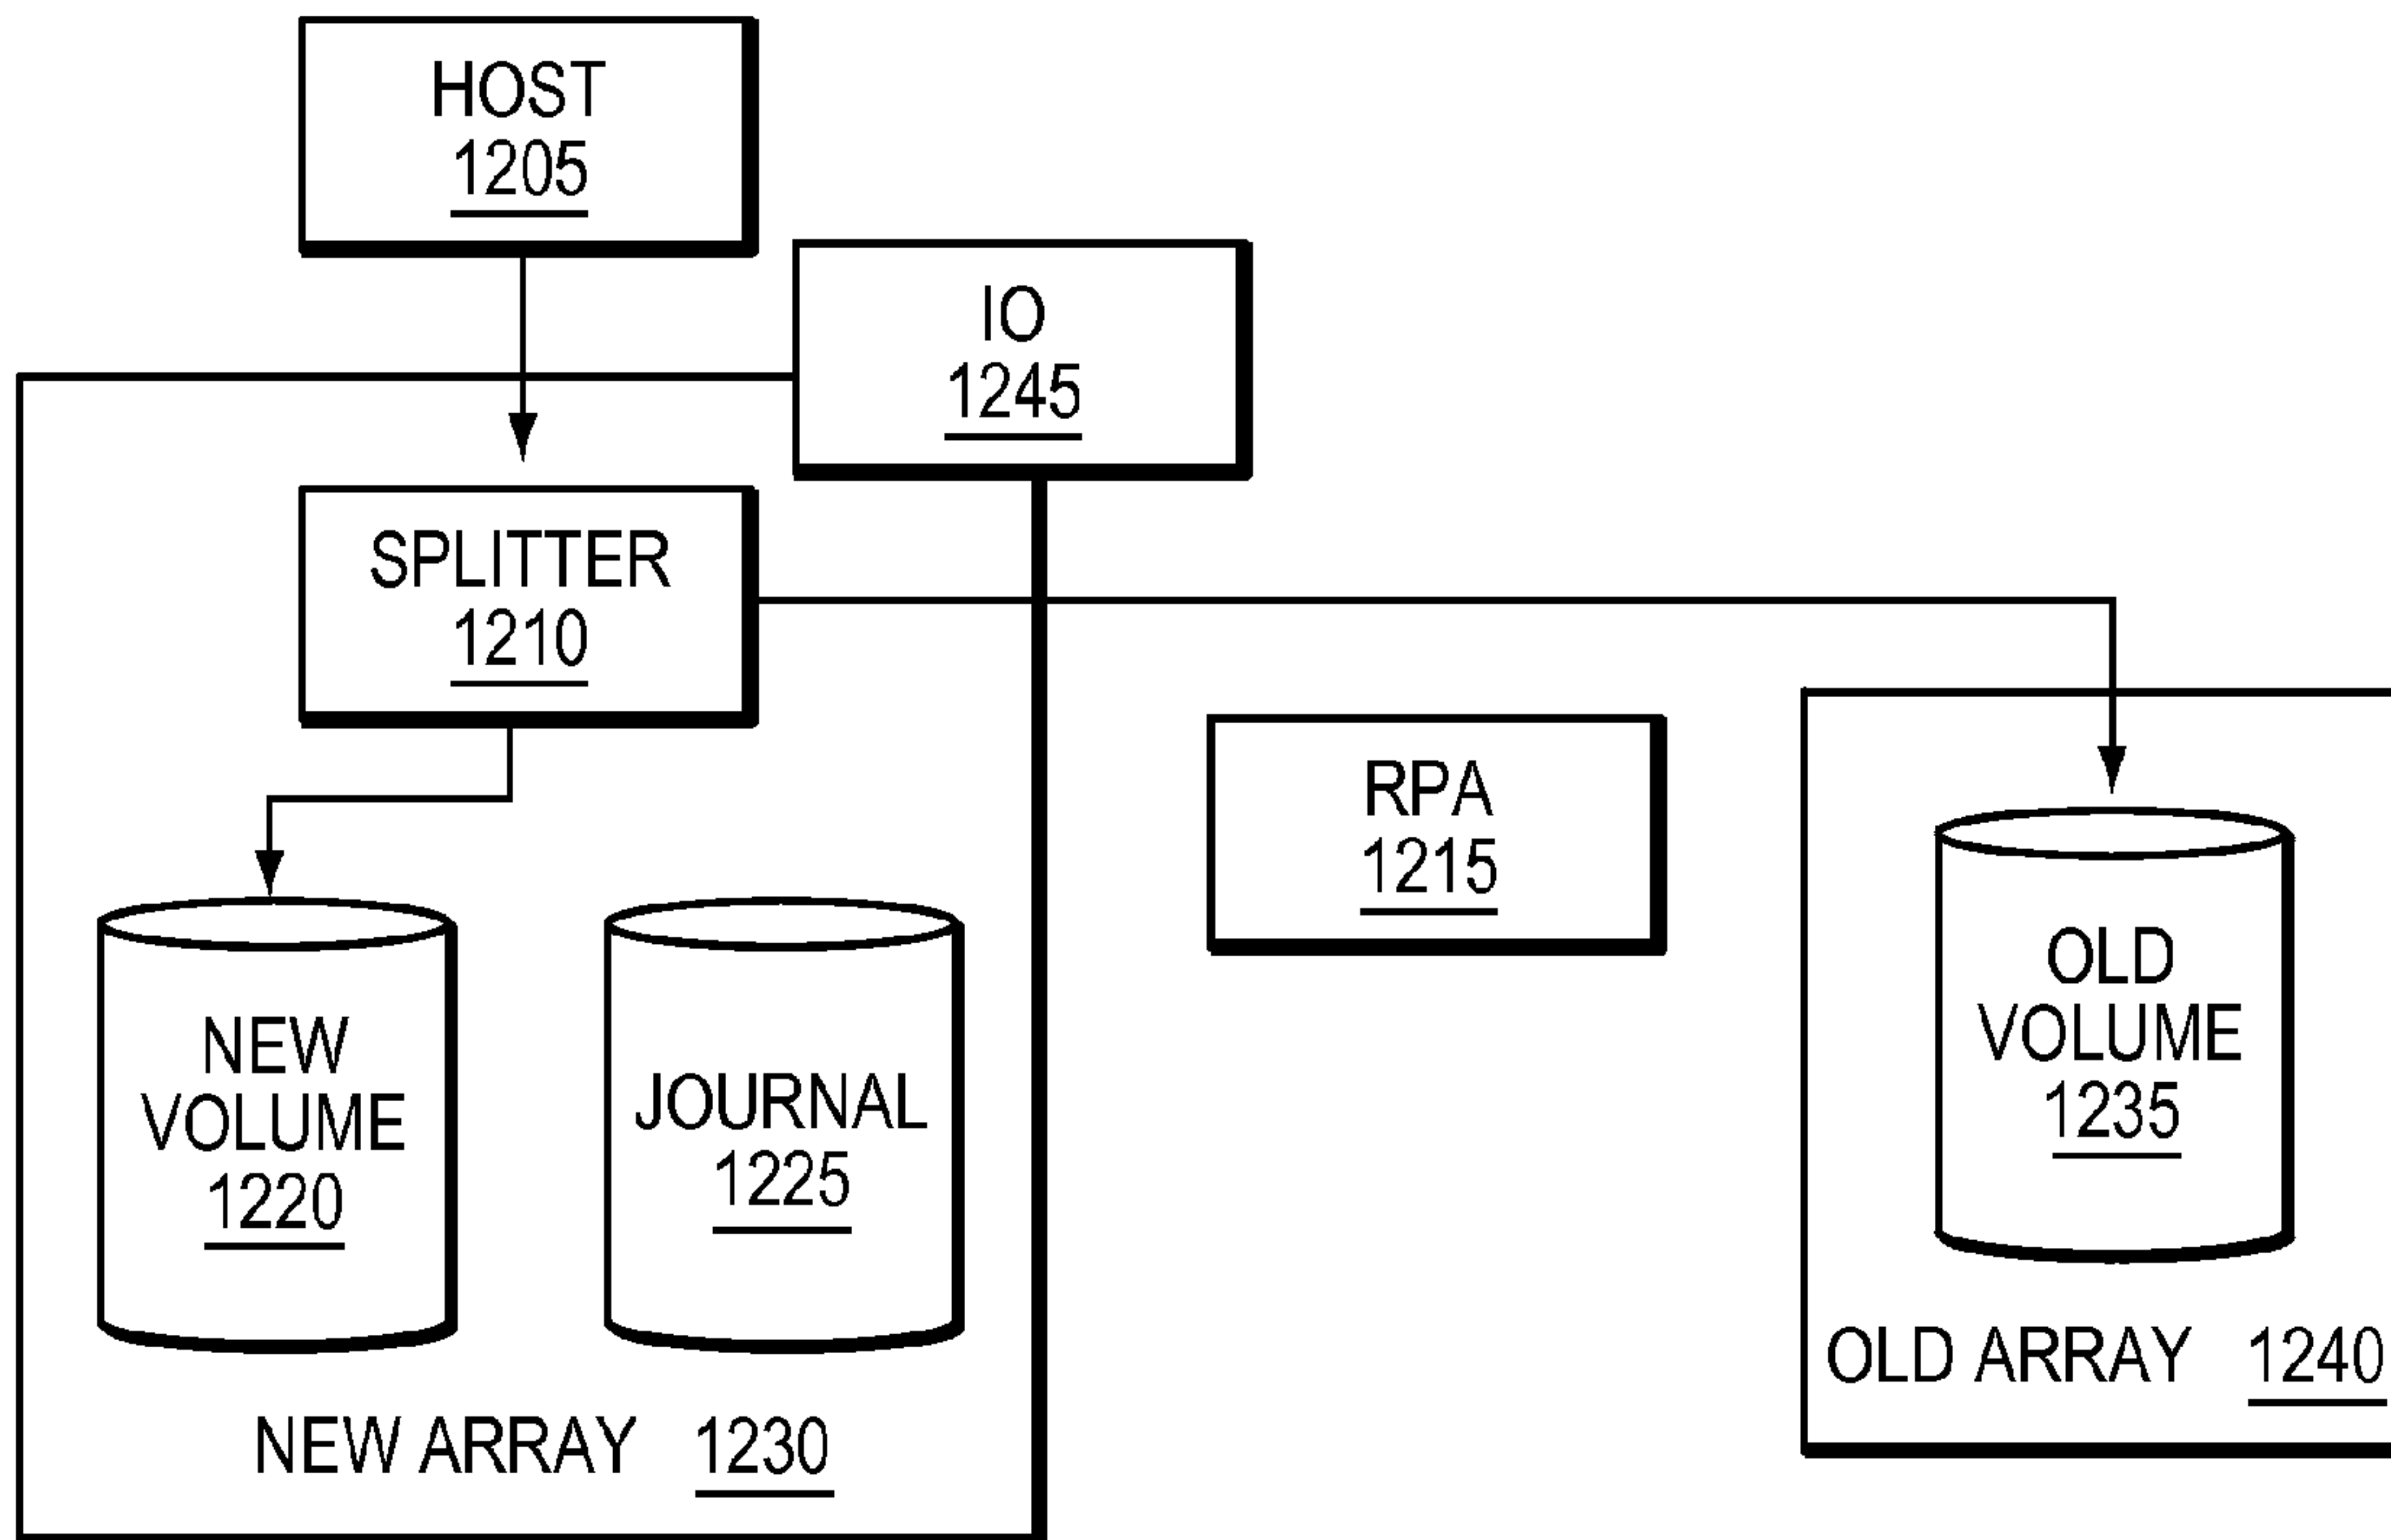 HOST
1205
IO
1245
SPLITTER
1210
RPA
1215
NEW
VOLUME
1220
JOURNAL
1225
OLD
VOLUME
1235
OLD ARRAY 1240
NEW ARRAY 1230